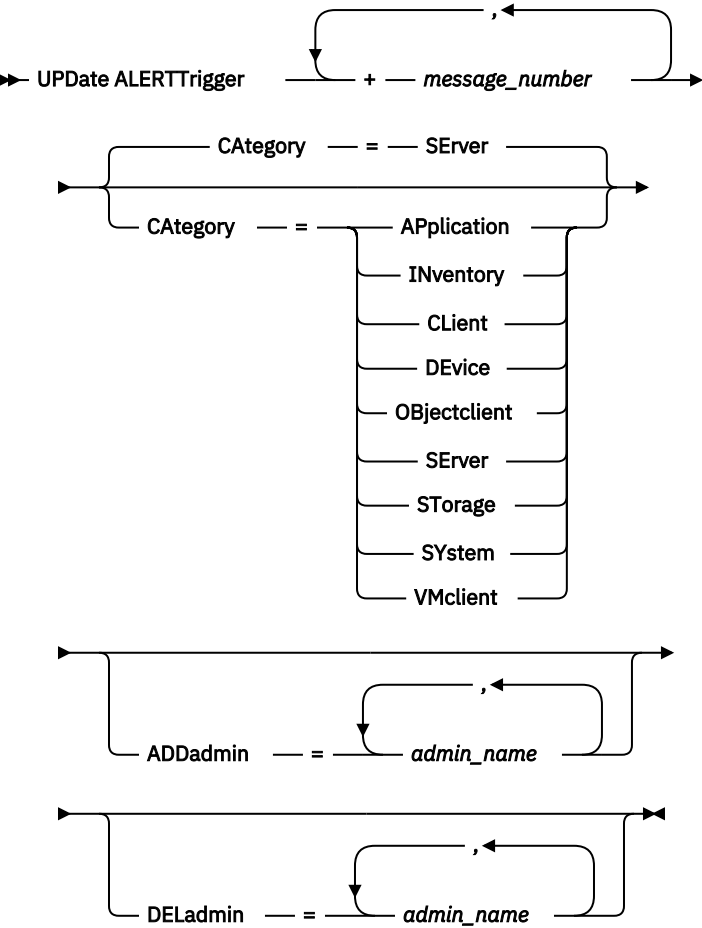 ,
UPDate ALERTTrigger + message_number
CAtegory = SErver
CAtegory = APplication
INventory
CLient
DEvice
OBjectclient
SErver
STorage
SYstem
VMclient
,
ADDadmin = admin_name
,
DELadmin = admin_name